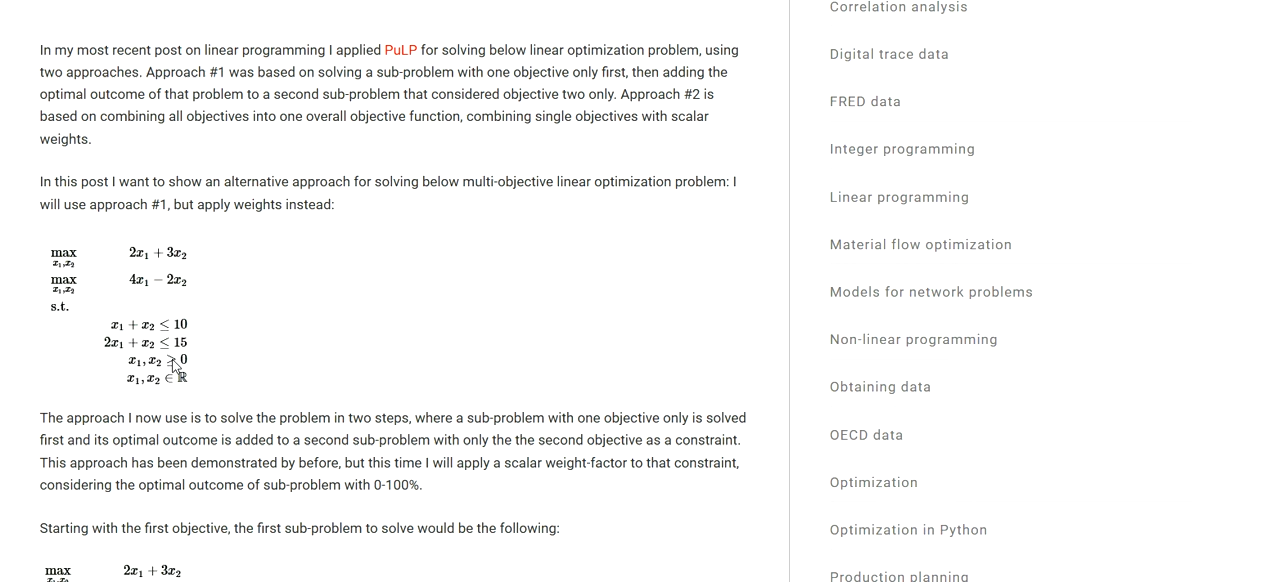 In my most recent post on linear programming I applied PuLP for solving below linear optimization problem, using
two approaches. Approach #1 was based on solving a sub-problem with one objective only first, then adding the
optimal outcome of that problem to a second sub-problem that considered objective two only. Approach #2 is
based on combining all objectives into one overall objective function, combining single objectives with scalar
weights.
In this post I want to show an alternative approach for solving below multi-objective linear optimization problem: I
will use approach #1, but apply weights instead:
max 2x₁ + 3x₂
x₁,x₂
max 4x₁ − 2x₂
x₁,x₂
s.t.
x₁ + x₂ ≤ 10
2x₁ + x₂ ≤ 15
x₁, x₂ ≥ 0
x₁, x₂ ∈ ℝ
The approach I now use is to solve the problem in two steps, where a sub-problem with one objective only is solved
first and its optimal outcome is added to a second sub-problem with only the the second objective as a constraint.
This approach has been demonstrated by before, but this time I will apply a scalar weight-factor to that constraint,
considering the optimal outcome of sub-problem with 0-100%.
Starting with the first objective, the first sub-problem to solve would be the following:
max 2x₁ + 3x₂
x₁,x₂
Correlation analysis
Digital trace data
FRED data
Integer programming
Linear programming
Material flow optimization
Models for network problems
Non-linear programming
Obtaining data
OECD data
Optimization
Optimization in Python
Production planning